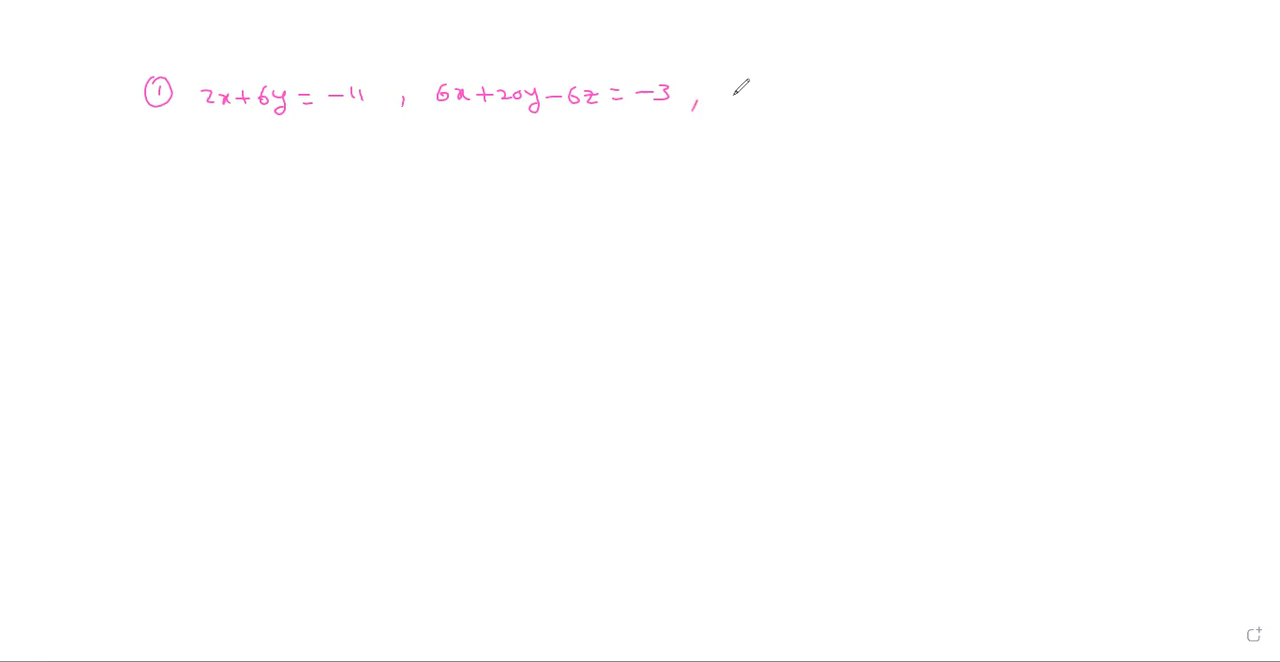 ① 2x+6y = -11 , 6x+20y-6z = -3 ,